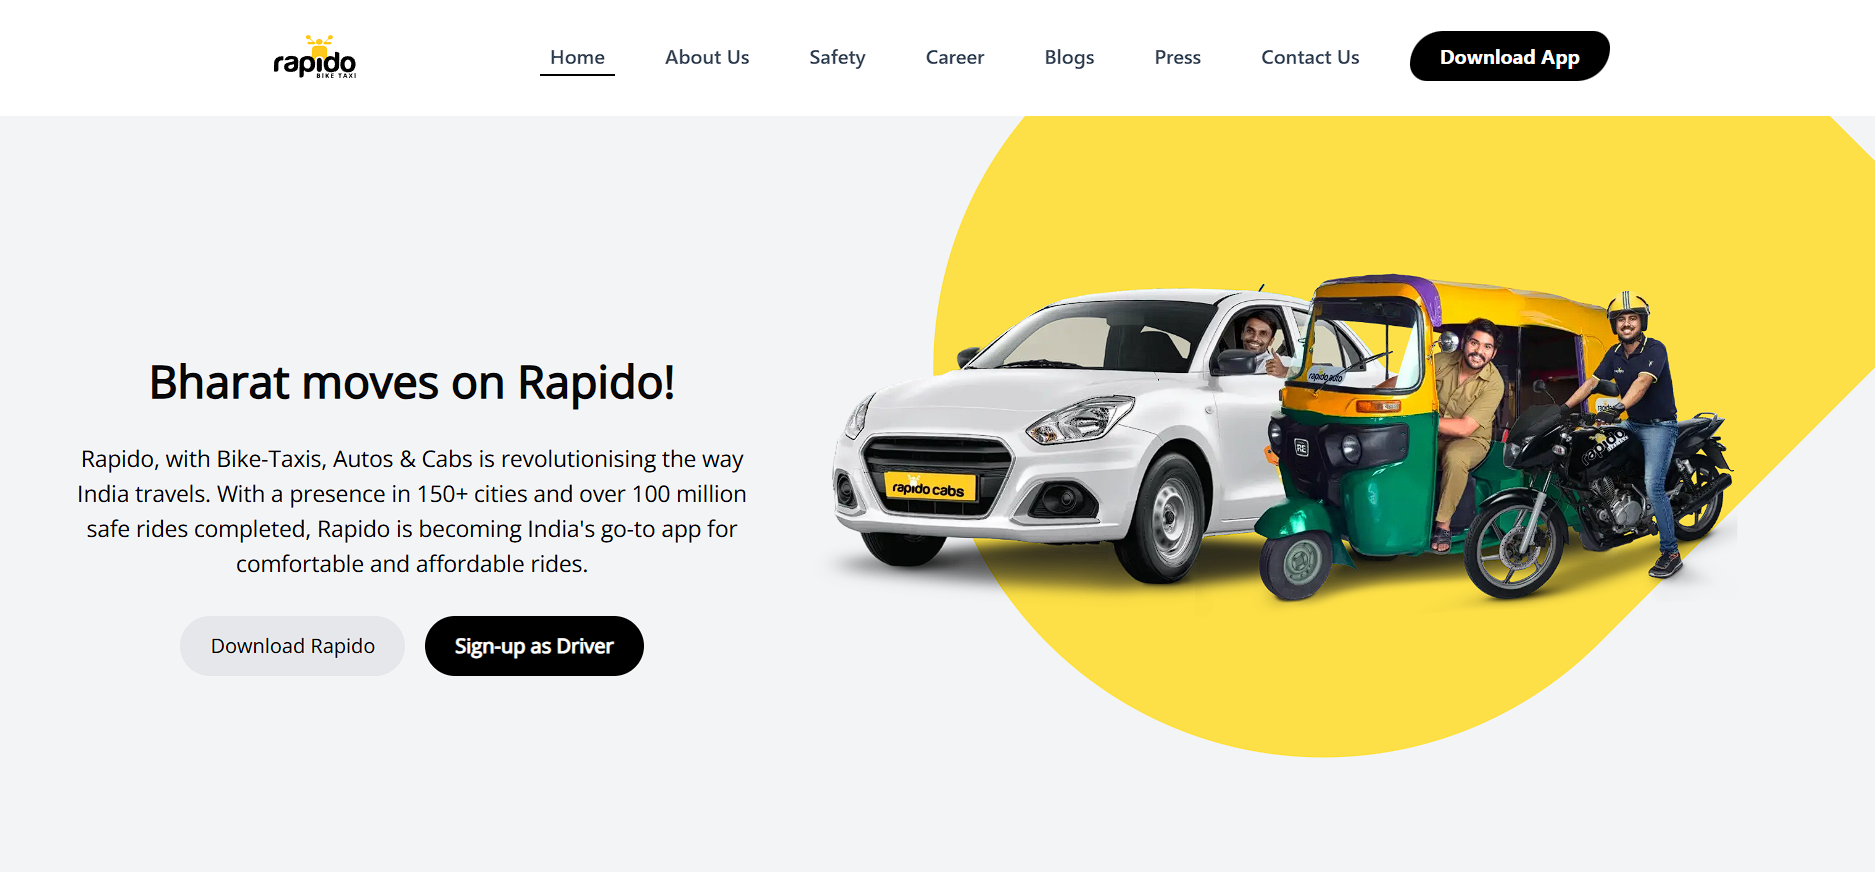 rapido
BIKE TAXI
Home
About Us
Safety
Career
Blogs
Press
Contact Us
Download App
Bharat moves on Rapido!
Rapido, with Bike-Taxis, Autos & Cabs is revolutionising the way
India travels. With a presence in 150+ cities and over 100 million
safe rides completed, Rapido is becoming India's go-to app for
comfortable and affordable rides.
Download Rapido
Sign-up as Driver
rapido cabs
rapido auto
RE
rapido